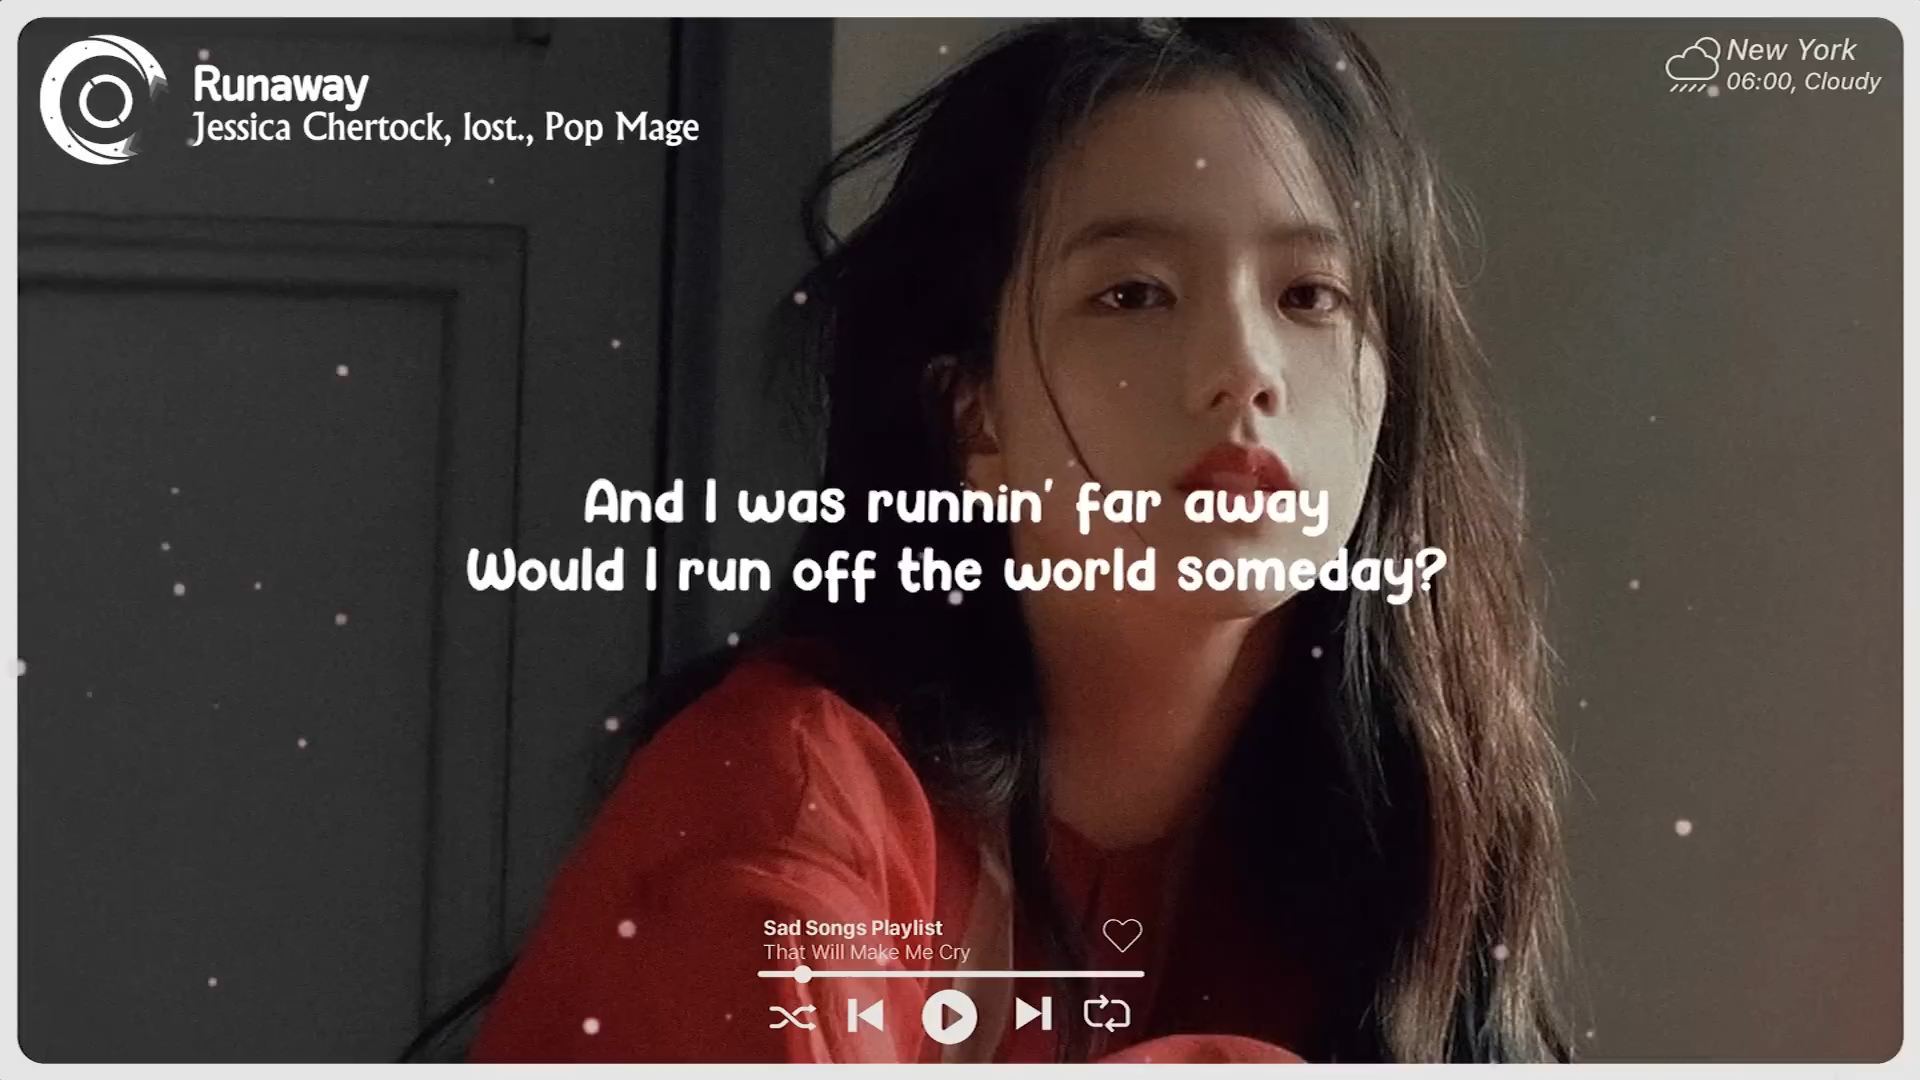 Runaway
Jessica Chertock, lost., Pop Mage
New York
06:00, Cloudy
And I was runnin' far away
Would I run off the world someday?
Sad Songs Playlist
That Will Make Me Cry